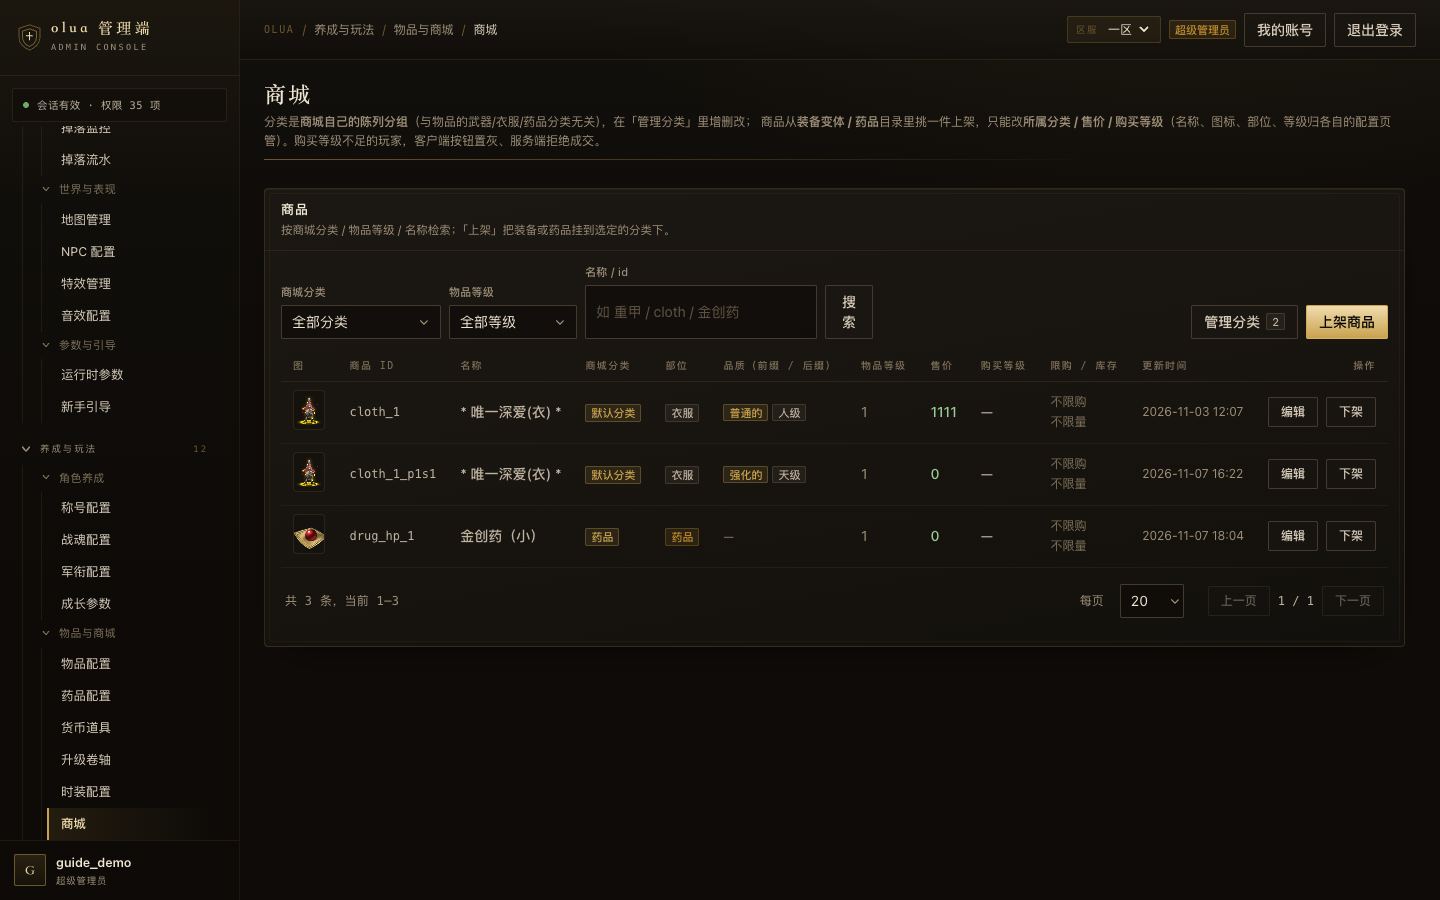 olua 管理端
ADMIN CONSOLE
会话有效 · 权限 35 项
掉落监控
掉落流水
世界与表现
地图管理
NPC 配置
特效管理
音效配置
参数与引导
运行时参数
新手引导
养成与玩法 12
角色养成
称号配置
战魂配置
军衔配置
成长参数
物品与商城
物品配置
药品配置
货币道具
升级卷轴
时装配置
商城
G
guide_demo
超级管理员
OLUA / 养成与玩法 / 物品与商城 / 商城
区服 一区
超级管理员
我的账号
退出登录
商城
分类是商城自己的陈列分组（与物品的武器/衣服/药品分类无关），在「管理分类」里增删改； 商品从装备变体 / 药品目录里挑一件上架，只能改所属分类 / 售价 / 购买等级（名称、图标、部位、等级归各自的配置页
管）。购买等级不足的玩家，客户端按钮置灰、服务端拒绝成交。
商品
按商城分类 / 物品等级 / 名称检索；「上架」把装备或药品挂到选定的分类下。
商城分类
全部分类
物品等级
全部等级
名称 / id
如 重甲 / cloth / 金创药
搜
索
管理分类 2
上架商品
图 商品 ID 名称 商城分类 部位 品质（前缀 / 后缀） 物品等级 售价 购买等级 限购 / 库存 更新时间 操作
cloth_1 * 唯一深爱(衣) * 默认分类 衣服 普通的 人级 1 1111 — 不限购 2026-11-03 12:07 编辑 下架
不限量
cloth_1_p1s1 * 唯一深爱(衣) * 默认分类 衣服 强化的 天级 1 0 — 不限购 2026-11-07 16:22 编辑 下架
不限量
drug_hp_1 金创药（小） 药品 药品 — 1 0 — 不限购 2026-11-07 18:04 编辑 下架
不限量
共 3 条，当前 1–3
每页 20 上一页 1 / 1 下一页